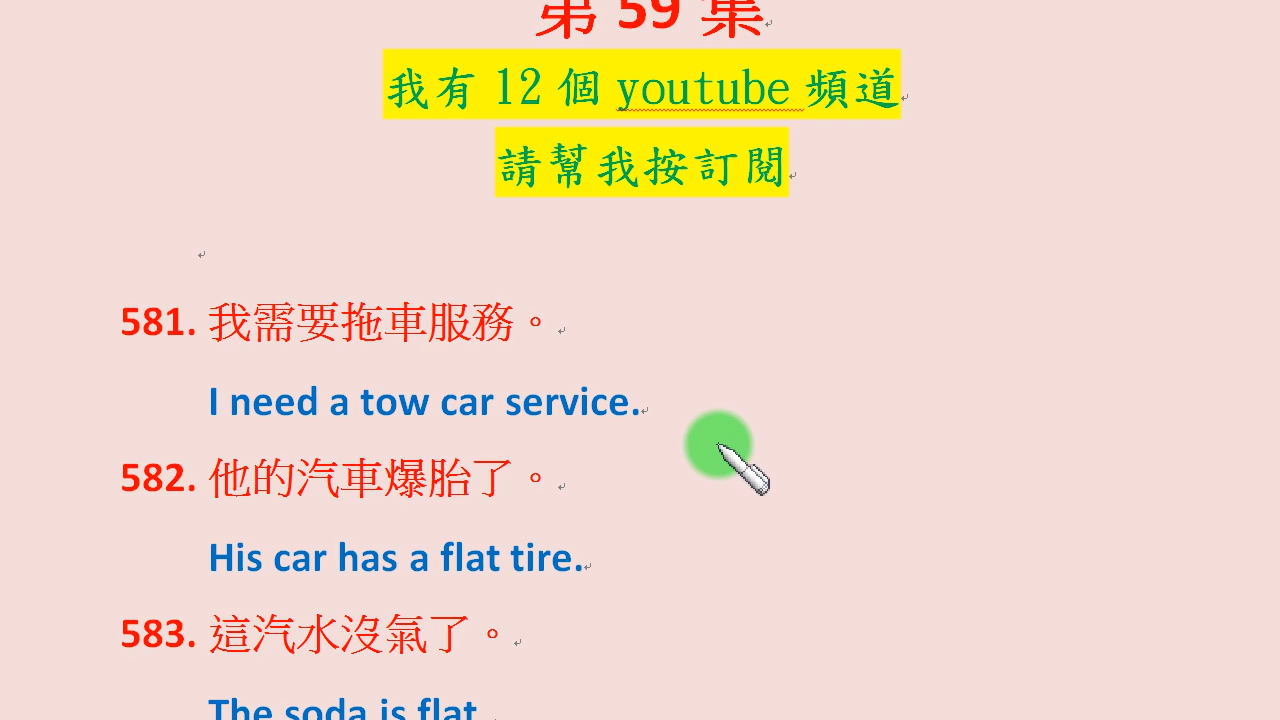 第 59 集
我有 12 個 youtube 頻道
請幫我按訂閱
581. 我需要拖車服務。
I need a tow car service.
582. 他的汽車爆胎了。
His car has a flat tire.
583. 這汽水沒氣了。
The soda is flat.